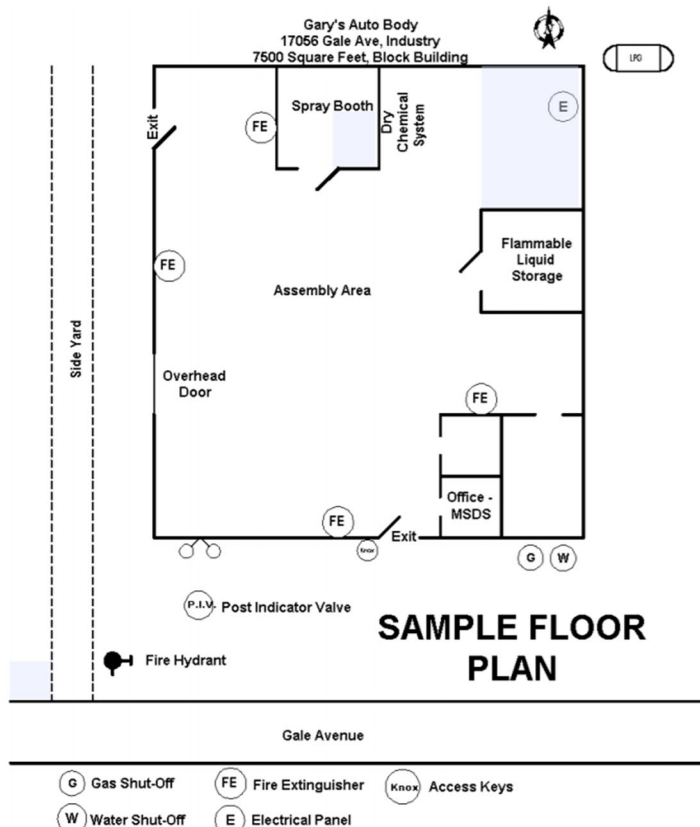 Gary's Auto Body
17056 Gale Ave, Industry
7500 Square Feet, Block Building
LPG
Exit
FE
Spray Booth
Dry
Chemical
System
E
Flammable
Liquid
Storage
FE
Assembly Area
Side Yard
Overhead
Door
FE
Office -
MSDS
FE
Exit
Knox
G
W
P.I.V.
Post Indicator Valve
SAMPLE FLOOR
PLAN
Fire Hydrant
Gale Avenue
G Gas Shut-Off
FE Fire Extinguisher
Knox Access Keys
W Water Shut-Off
E Electrical Panel